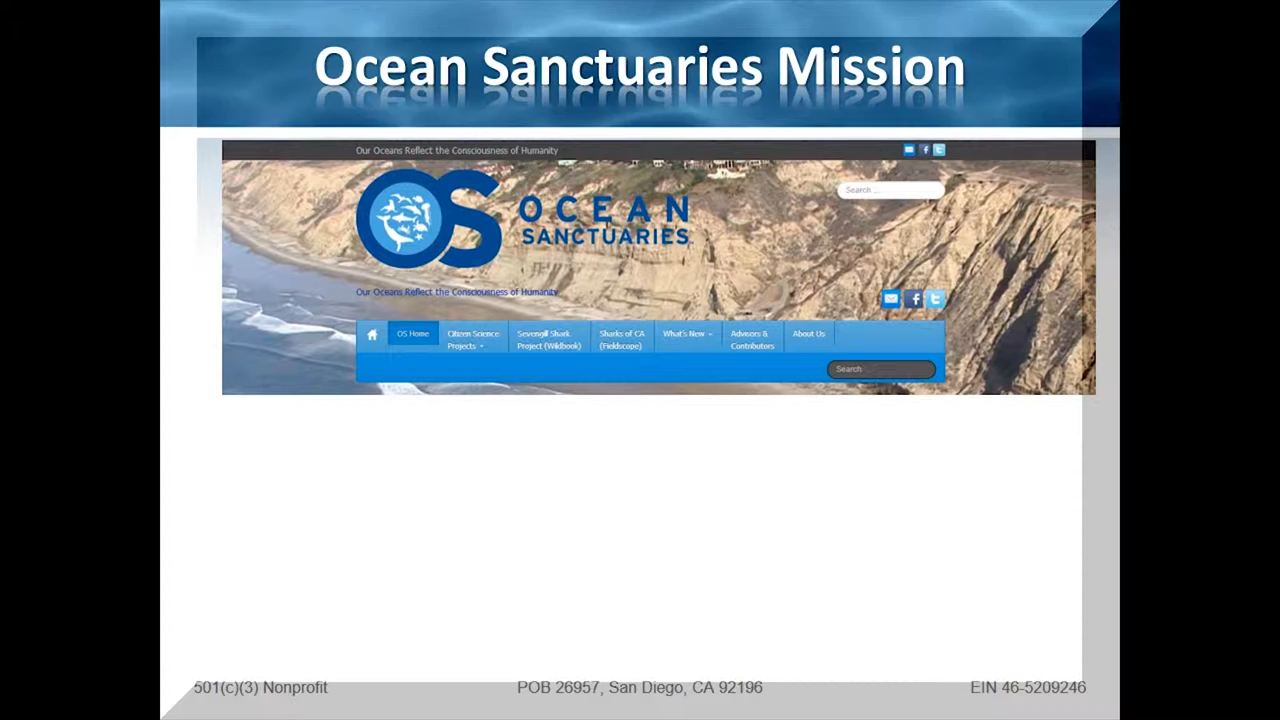 Ocean Sanctuaries Mission
Our Oceans Reflect the Consciousness of Humanity
Search ...
OS OCEAN
SANCTUARIES
Our Oceans Reflect the Consciousness of Humanity
OS Home
Citizen Science
Projects
Sevengill Shark
Project (Wildbook)
Sharks of CA
(Fieldscope)
What's New
Advisors &
Contributors
About Us
Search
501(c)(3) Nonprofit
POB 26957, San Diego, CA 92196
EIN 46-5209246